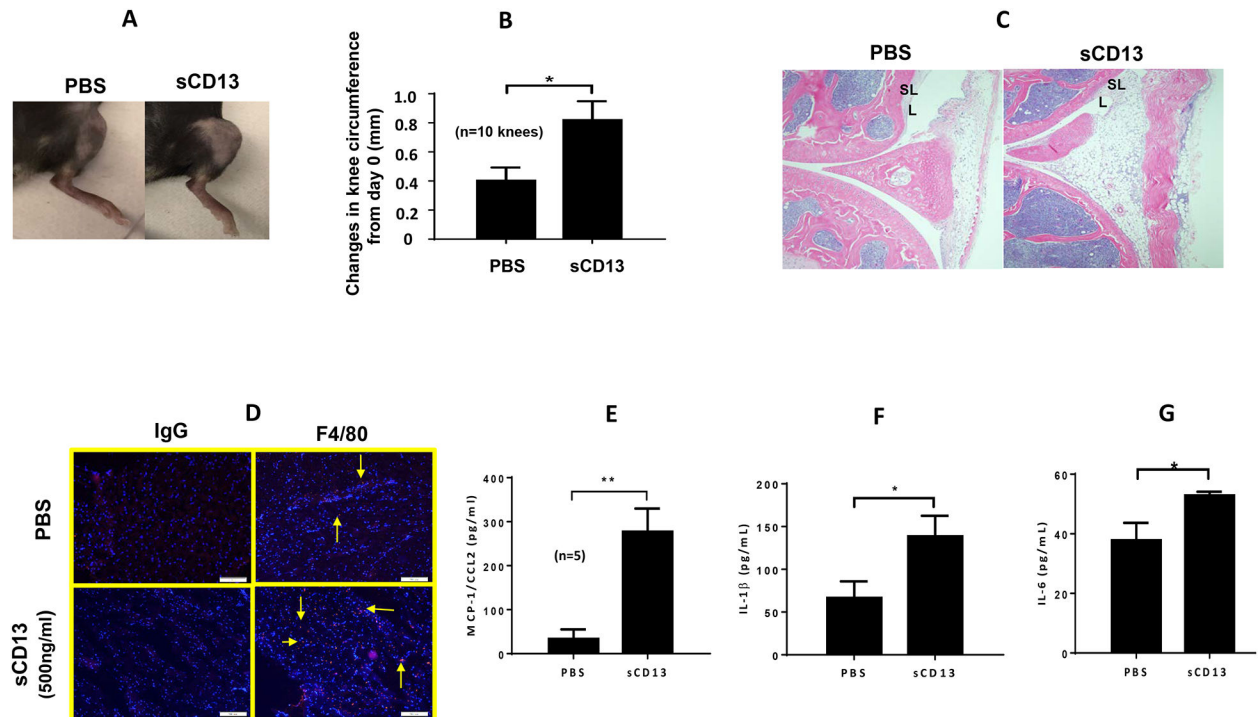 A
PBS
sCD13
B
Changes in knee circumference
from day 0 (mm)
1.0
0.8
0.6
0.4
0.2
0
*
(n=10 knees)
PBS
sCD13
C
PBS
sCD13
SL
L
SL
L
D
IgG
F4/80
PBS
sCD13
(500ng/ml)
E
MCP-1/CCL2 (pg/ml)
400
300
200
100
0
**
(n=5)
PBS
sCD13
F
IL-1β (pg/mL)
200
150
100
50
0
*
PBS
sCD13
G
IL-6 (pg/mL)
60
40
20
0
*
PBS
sCD13